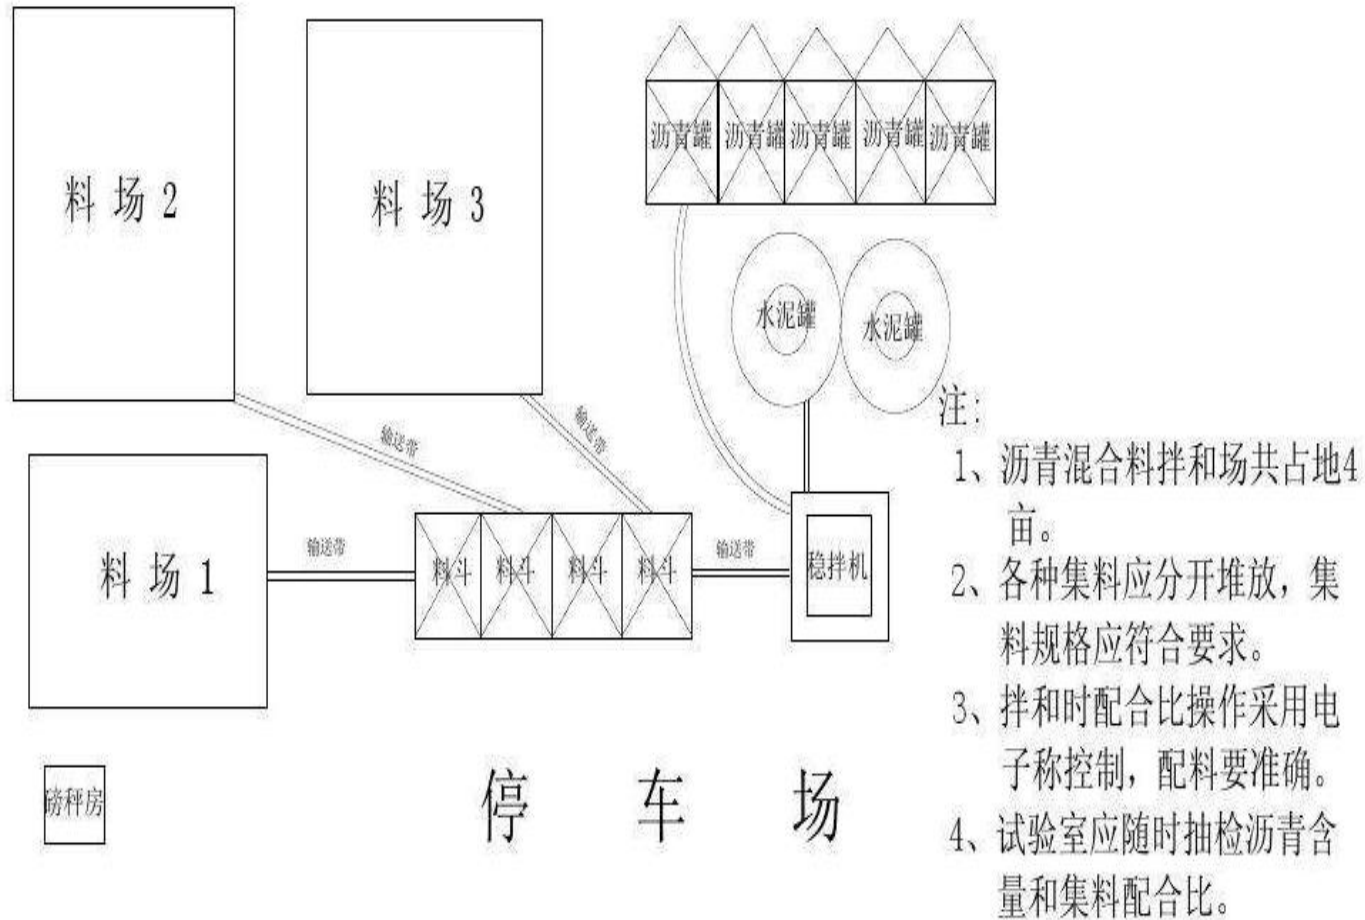 料 场 2
料 场 3
沥青罐
沥青罐
沥青罐
沥青罐
沥青罐
水泥罐
水泥罐
输送带
输送带
料 场 1
输送带
料斗
料斗
料斗
料斗
输送带
稳拌机
磅秤房
停 车 场
注:
1、沥青混合料拌和场共占地4
亩。
2、各种集料应分开堆放，集
料规格应符合要求。
3、拌和时配合比操作采用电
子称控制，配料要准确。
4、试验室应随时抽检沥青含
量和集料配合比。